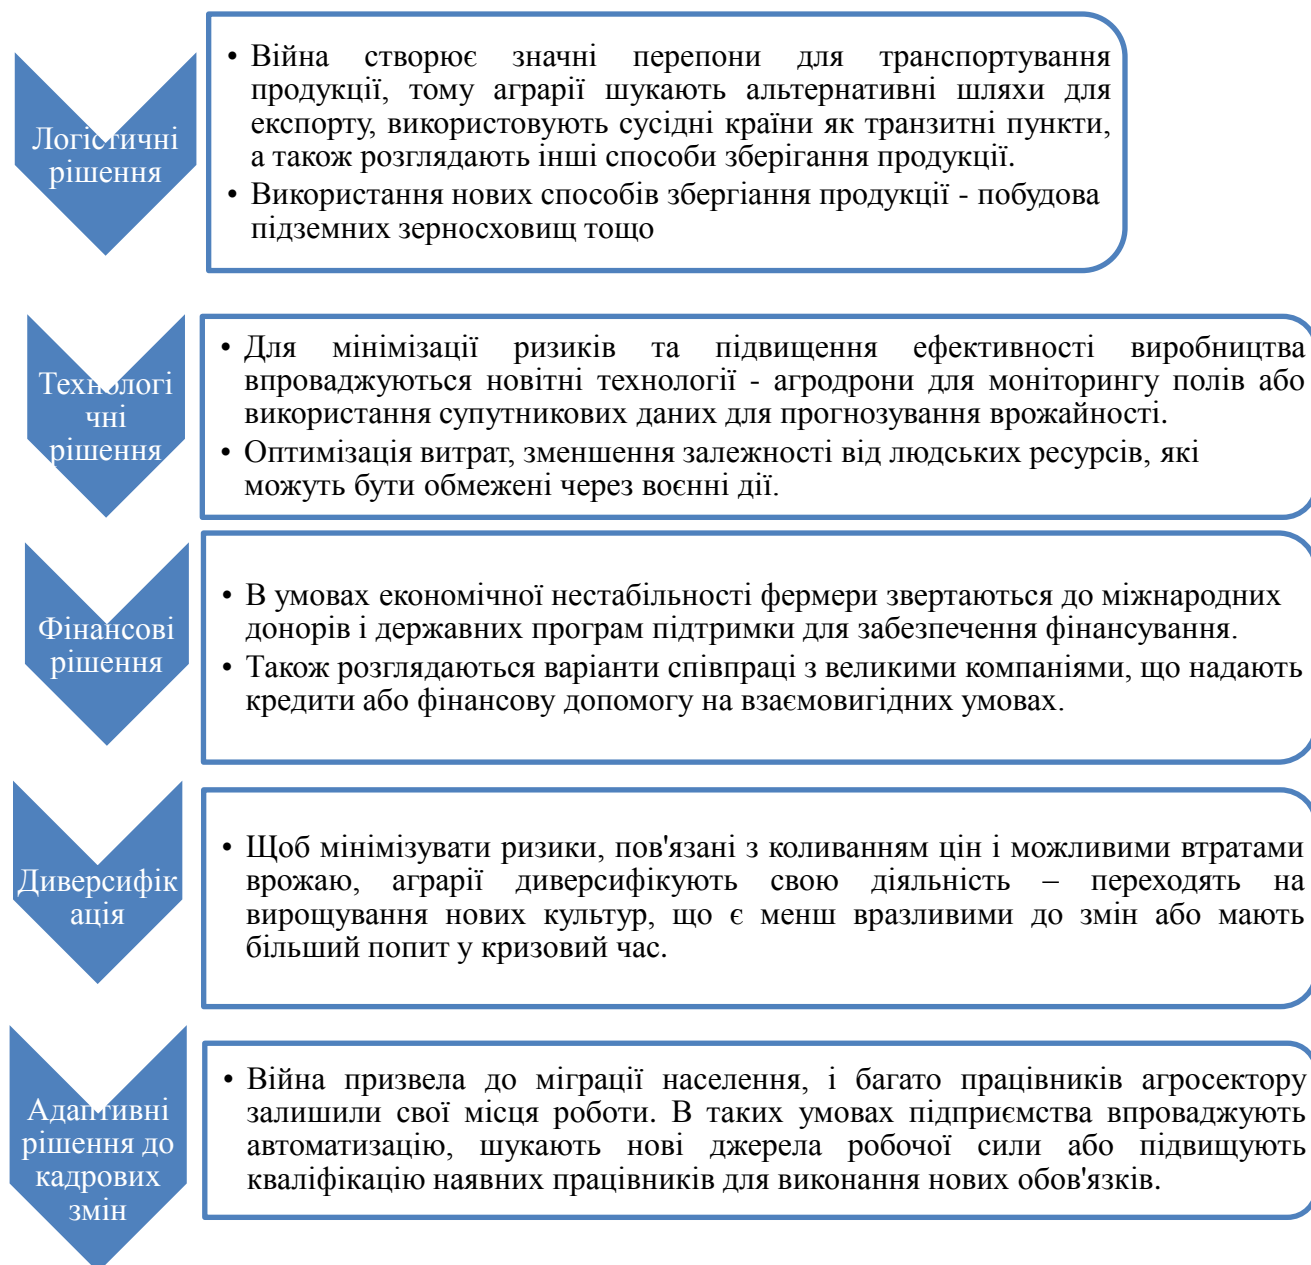 Логістичні
рішення
• Війна створює значні перепони для транспортування
продукції, тому аграрії шукають альтернативні шляхи для
експорту, використовують сусідні країни як транзитні пункти,
а також розглядають інші способи зберігання продукції.
• Використання нових способів збергіання продукції - побудова
підземних зерносховищ тощо
Технологі
чні
рішення
• Для мінімізації ризиків та підвищення ефективності виробництва
впроваджуються новітні технології - агродрони для моніторингу полів або
використання супутникових даних для прогнозування врожайності.
• Оптимізація витрат, зменшення залежності від людських ресурсів, які
можуть бути обмежені через воєнні дії.
Фінансові
рішення
• В умовах економічної нестабільності фермери звертаються до міжнародних
донорів і державних програм підтримки для забезпечення фінансування.
• Також розглядаються варіанти співпраці з великими компаніями, що надають
кредити або фінансову допомогу на взаємовигідних умовах.
Диверсифік
ація
• Щоб мінімізувати ризики, пов'язані з коливанням цін і можливими втратами
врожаю, аграрії диверсифікують свою діяльність – переходять на
вирощування нових культур, що є менш вразливими до змін або мають
більший попит у кризовий час.
Адаптивні
рішення до
кадрових
змін
• Війна призвела до міграції населення, і багато працівників агросектору
залишили свої місця роботи. В таких умовах підприємства впроваджують
автоматизацію, шукають нові джерела робочої сили або підвищують
кваліфікацію наявних працівників для виконання нових обов'язків.